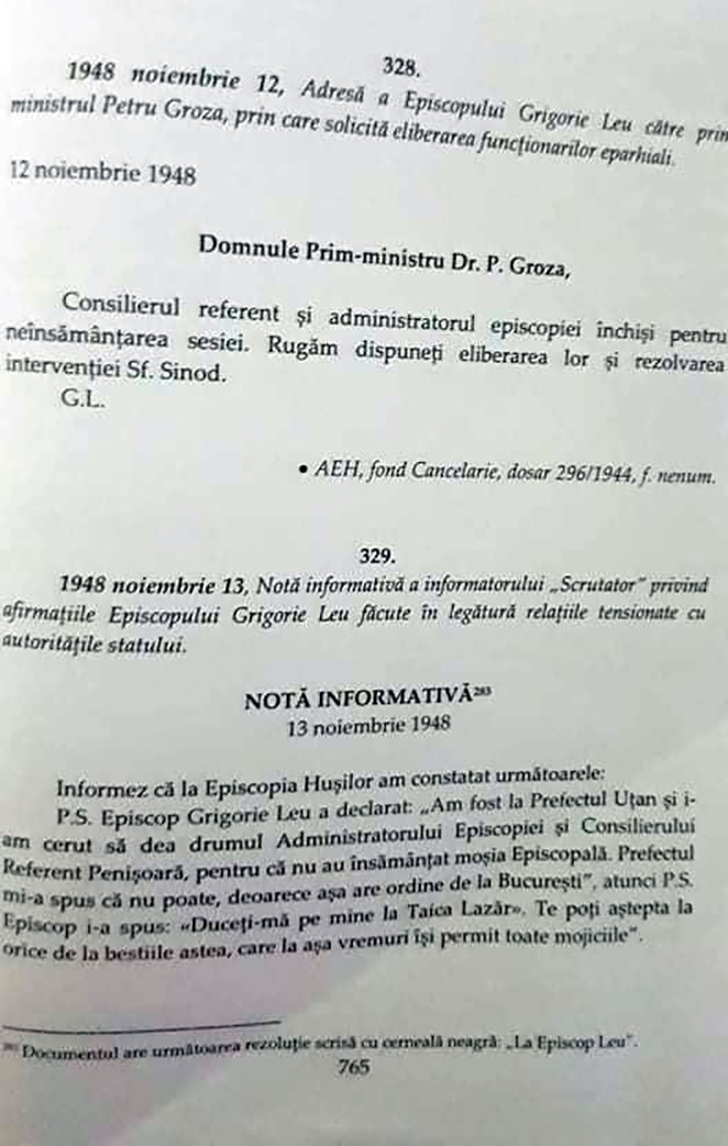 328.
1948 noiembrie 12, Adresă a Episcopului Grigorie Leu către prim
ministrul Petru Groza, prin care solicită eliberarea funcționarilor eparhiali.
12 noiembrie 1948
Domnule Prim-ministru Dr. P. Groza,
Consilierul referent și administratorul episcopiei închiși pentru
neînsămânțarea sesiei. Rugăm dispuneți eliberarea lor și rezolvarea
intervenției Sf. Sinod.
G.L.
• AEH, fond Cancelarie, dosar 296/1944, f. nenum.
329.
1948 noiembrie 13, Notă informativă a informatorului „Scrutator" privind
afirmațiile Episcopului Grigorie Leu făcute în legătură relațiile tensionate cu
autoritățile statului.
NOTĂ INFORMATIVĂ²⁸³
13 noiembrie 1948
Informez că la Episcopia Hușilor am constatat următoarele:
P.S. Episcop Grigorie Leu a declarat: „Am fost la Prefectul Uțan și i-
am cerut să dea drumul Administratorului Episcopiei și Consilierului
Referent Penișoară, pentru că nu au însămânțat moșia Episcopală. Prefectul
mi-a spus că nu poate, deoarece așa are ordine de la București", atunci P.S.
Episcop i-a spus: «Duceți-mă pe mine la Taica Lazăr». Te poți aștepta la
orice de la bestiile astea, care la așa vremuri își permit toate mojiciile".
²⁸³ Documentul are următoarea rezoluție scrisă cu cerneală neagră: „La Episcop Leu".
765